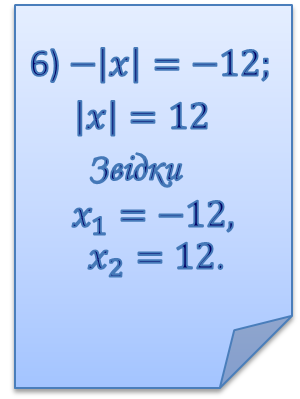 6) −|x| = −12;
|x| = 12
Звідки
x₁ = −12,
x₂ = 12.